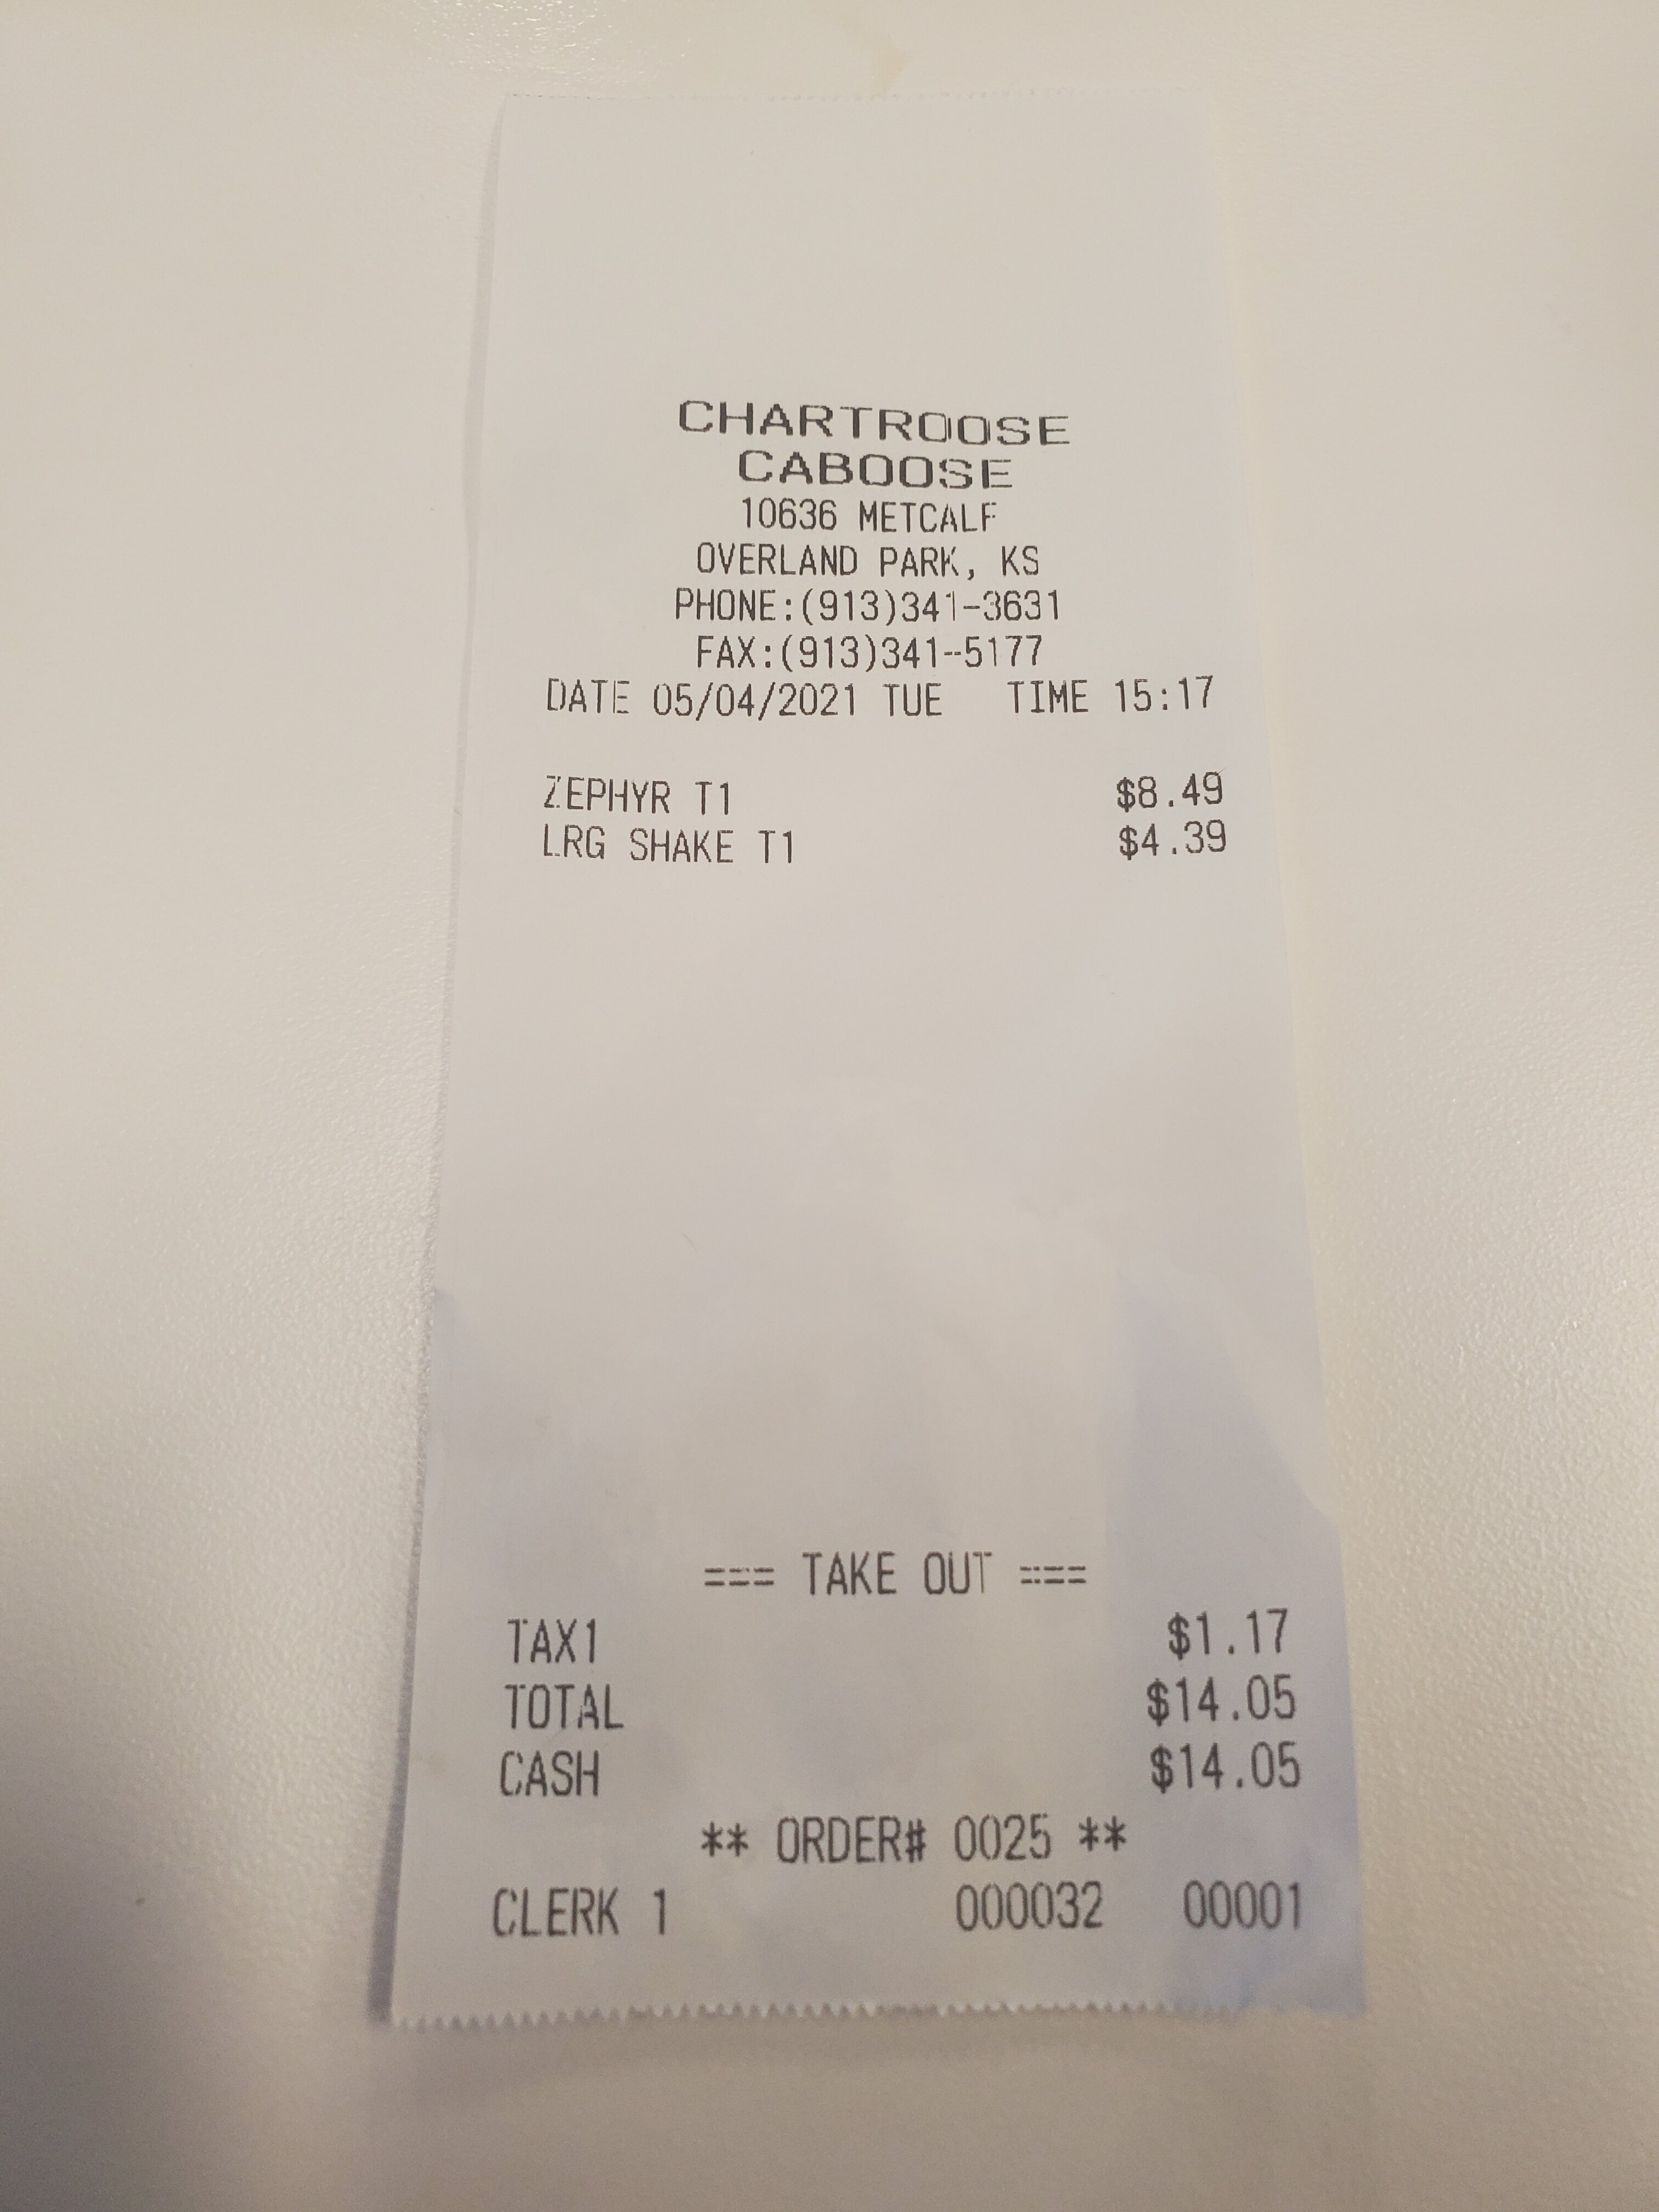 CHARTROOSE
CABOOSE
10636 METCALF
OVERLAND PARK, KS
PHONE:(913)341-3631
FAX:(913)341-5177
DATE 05/04/2021 TUE TIME 15:17
ZEPHYR T1 $8.49
LRG SHAKE T1 $4.39
=== TAKE OUT ===
TAX1 $1.17
TOTAL $14.05
CASH $14.05
** ORDER# 0025 **
CLERK 1 000032 00001